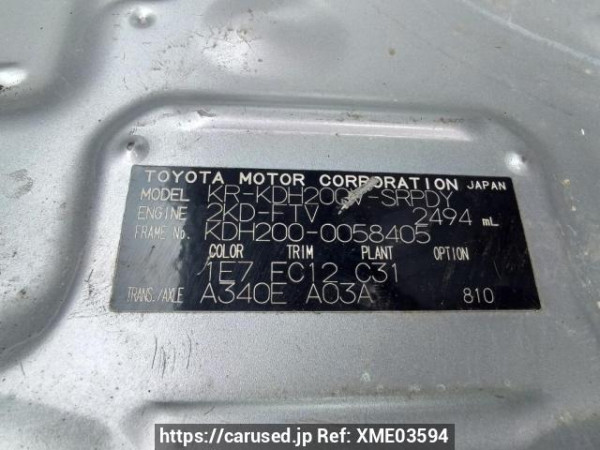 TOYOTA MOTOR CORPORATION JAPAN
MODEL KR-KDH200V-SRPDY
ENGINE 2KD-FTV 2494 mL
FRAME No. KDH200-0058405
COLOR TRIM PLANT OPTION
1E7 FC12 C31
TRANS./AXLE A340E A03A 810
https://carused.jp Ref: XME03594